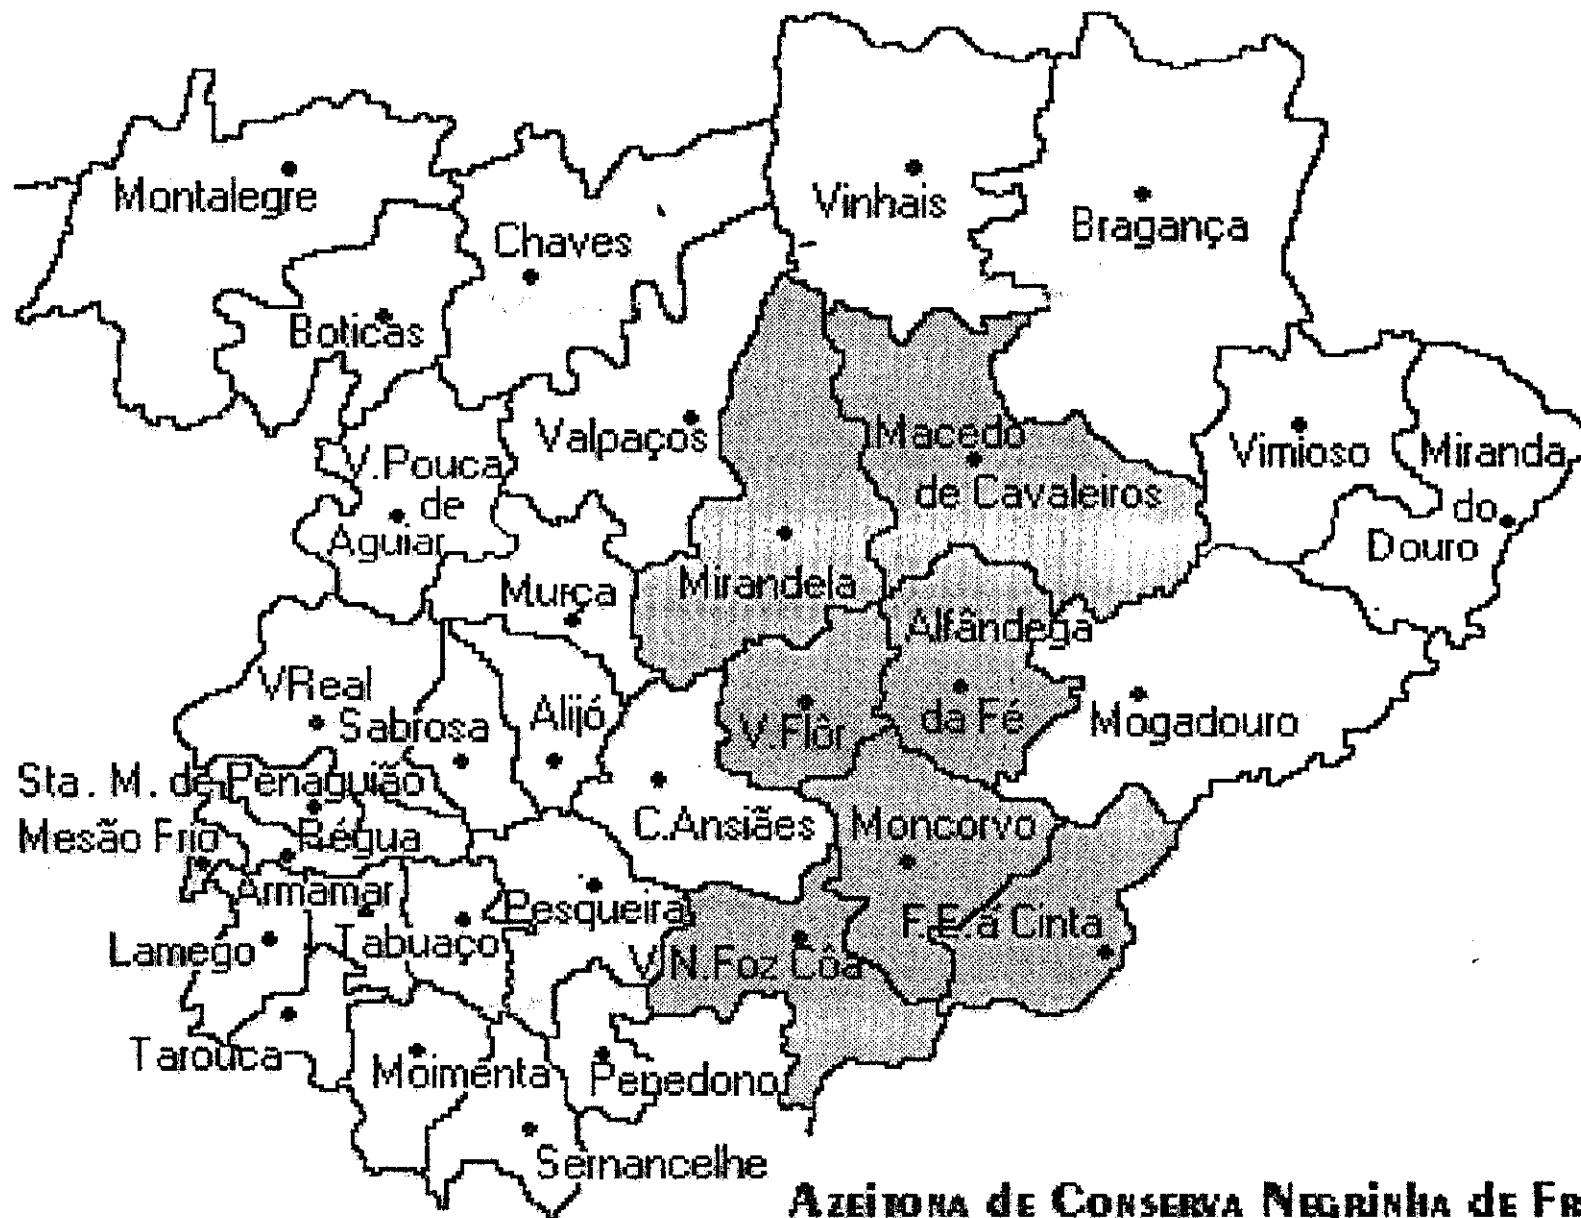 Montalegre
Vinhais
Bragança
Chaves
Boticas
Valpaços
Macedo
de Cavaleiros
Vimioso
Miranda
do
Douro
V.Pouca
de
Aguiar
Murça
Mirandela
Alfândega
da Fé
VReal
Sabrosa
Alijó
V.Flôr
Mogadouro
Sta. M. de Penaguião
Mesão Frio
Régua
C.Ansiães
Moncorvo
Armamar
Pesqueira
F.E.á Cinta
Lamego
Tabuaço
V.N.Foz Côa
Tarouca
Moimenta
Penedono
Sernancelhe
AZEITONA de CONSERVA NEGRINHA de FR